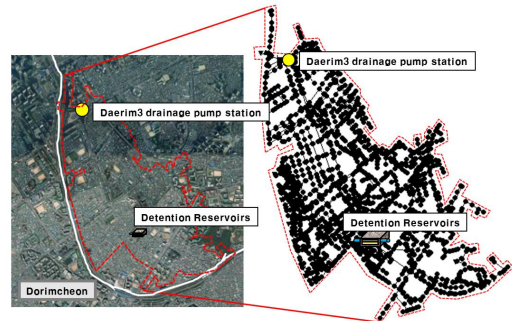 Daerim3 drainage pump station
Daerim3 drainage pump station
Detention Reservoirs
Detention Reservoirs
Dorimcheon